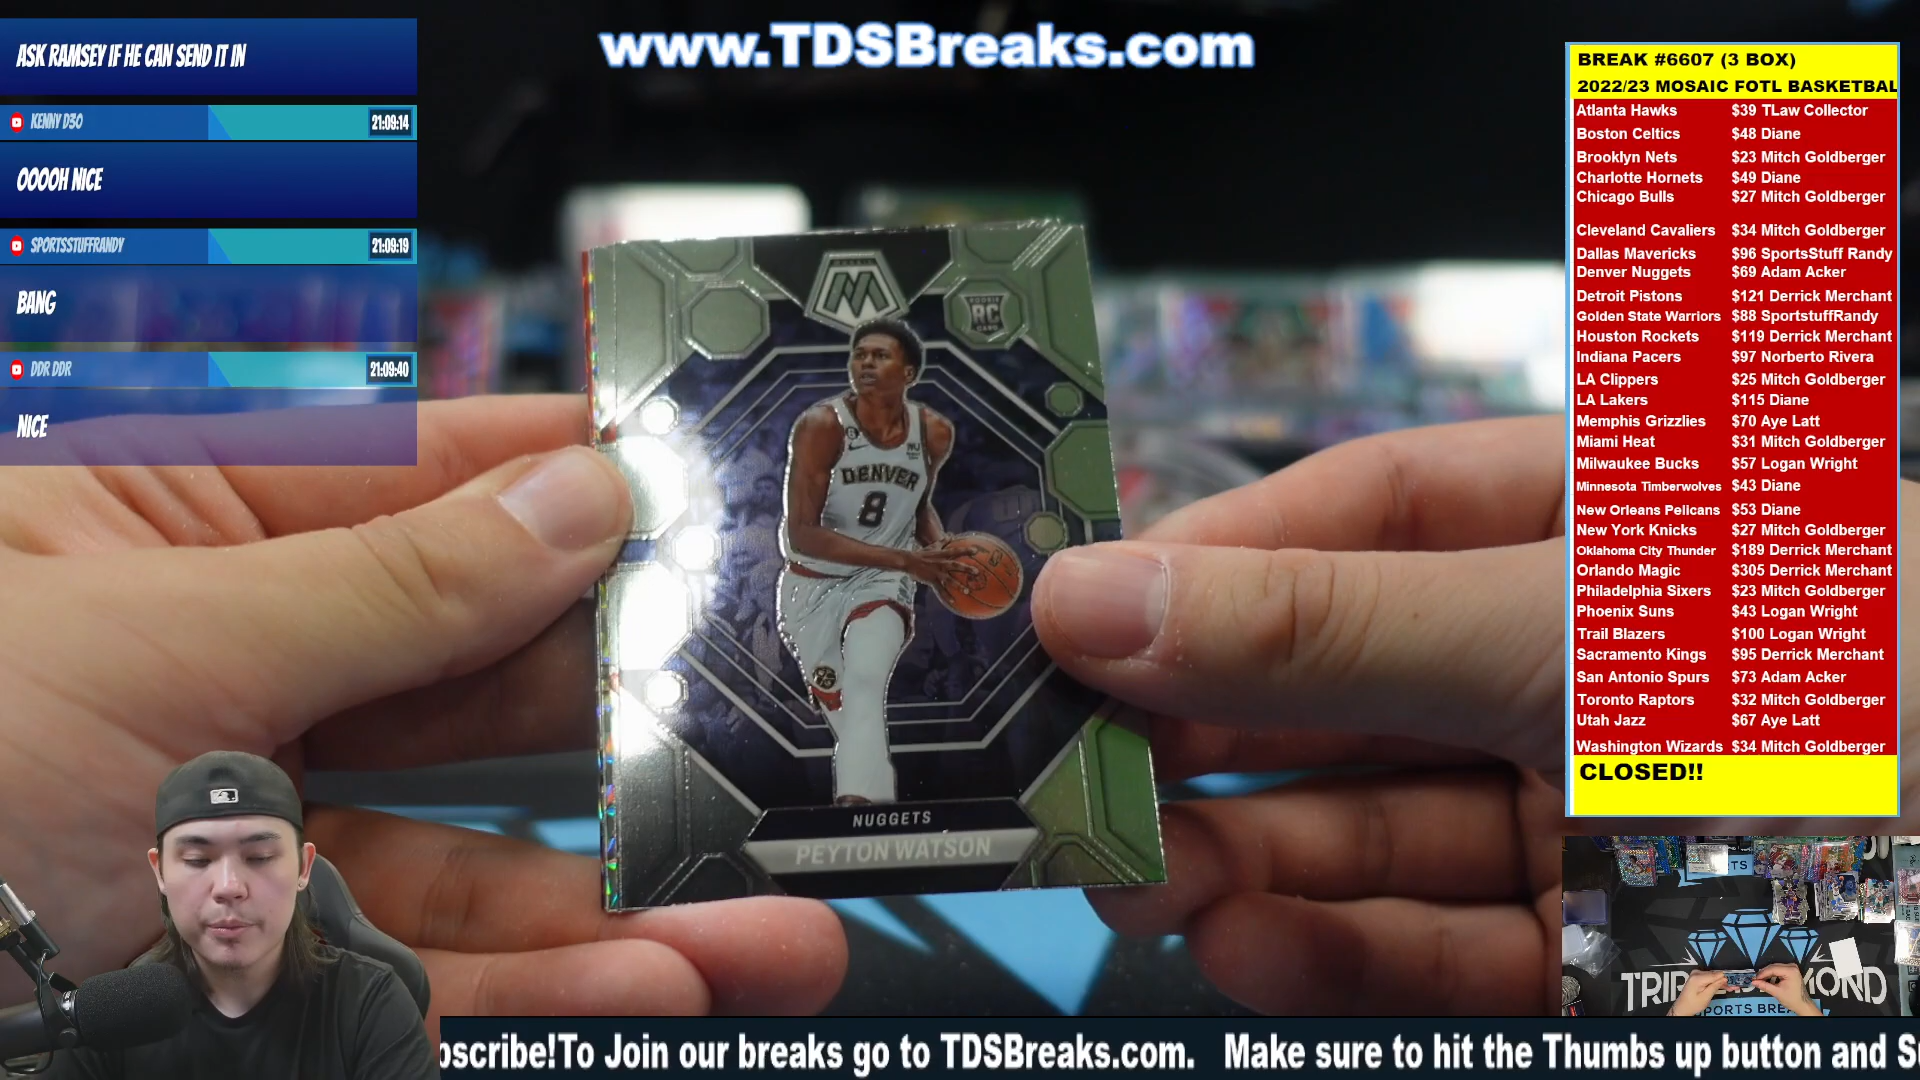 www.TDSBreaks.com
ASK RAMSEY IF HE CAN SEND IT IN
KENNY D30 21:09:14
OOOOH NICE
SPORTSSTUFFRANDY 21:09:19
BANG
DDR DDR 21:09:40
NICE
BREAK #6607 (3 BOX)
2022/23 MOSAIC FOTL BASKETBAL
Atlanta Hawks $39 TLaw Collector
Boston Celtics $48 Diane
Brooklyn Nets $23 Mitch Goldberger
Charlotte Hornets $49 Diane
Chicago Bulls $27 Mitch Goldberger
Cleveland Cavaliers $34 Mitch Goldberger
Dallas Mavericks $96 SportsStuff Randy
Denver Nuggets $69 Adam Acker
Detroit Pistons $121 Derrick Merchant
Golden State Warriors $88 SportstuffRandy
Houston Rockets $119 Derrick Merchant
Indiana Pacers $97 Norberto Rivera
LA Clippers $25 Mitch Goldberger
LA Lakers $115 Diane
Memphis Grizzlies $70 Aye Latt
Miami Heat $31 Mitch Goldberger
Milwaukee Bucks $57 Logan Wright
Minnesota Timberwolves $43 Diane
New Orleans Pelicans $53 Diane
New York Knicks $27 Mitch Goldberger
Oklahoma City Thunder $189 Derrick Merchant
Orlando Magic $305 Derrick Merchant
Philadelphia Sixers $23 Mitch Goldberger
Phoenix Suns $43 Logan Wright
Trail Blazers $100 Logan Wright
Sacramento Kings $95 Derrick Merchant
San Antonio Spurs $73 Adam Acker
Toronto Raptors $32 Mitch Goldberger
Utah Jazz $67 Aye Latt
Washington Wizards $34 Mitch Goldberger
CLOSED!!
MOSAIC
M
ROOKIE
RC
CARD
DENVER
8
NUGGETS
PEYTON WATSON
bscribe!To Join our breaks go to TDSBreaks.com. Make sure to hit the Thumbs up button and S